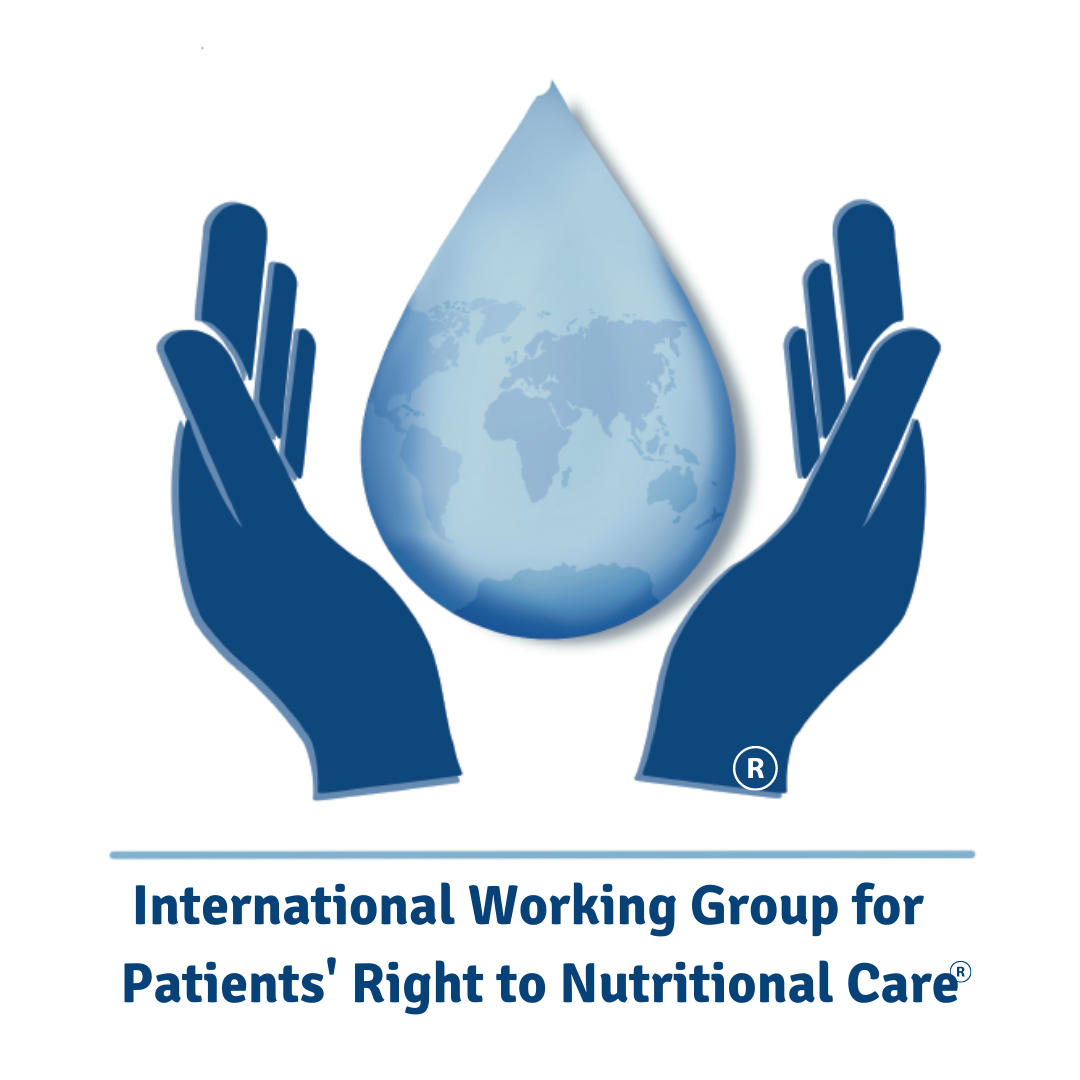 ®
International Working Group for
Patients' Right to Nutritional Care®